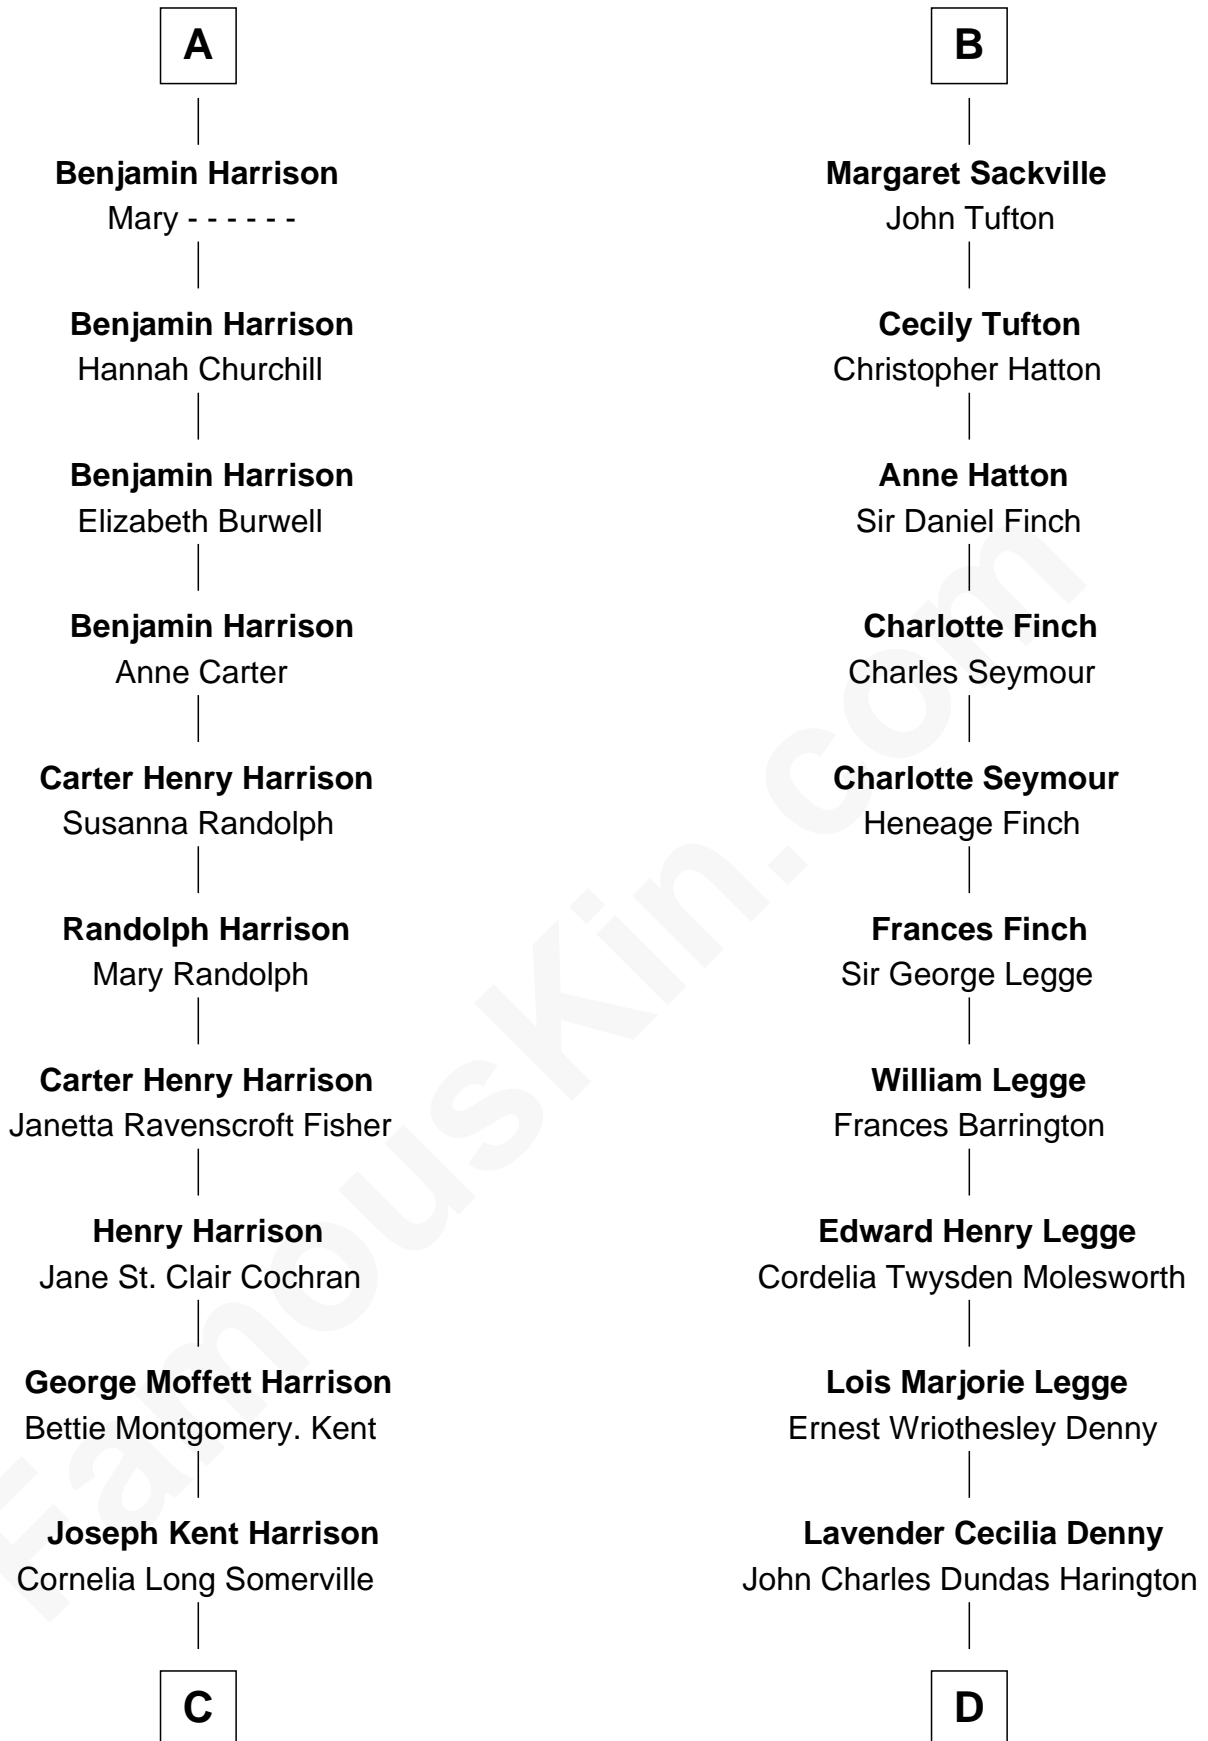 A
Benjamin Harrison
Mary - - - - - -
Benjamin Harrison
Hannah Churchill
Benjamin Harrison
Elizabeth Burwell
Benjamin Harrison
Anne Carter
Carter Henry Harrison
Susanna Randolph
Randolph Harrison
Mary Randolph
Carter Henry Harrison
Janetta Ravenscroft Fisher
Henry Harrison
Jane St. Clair Cochran
George Moffett Harrison
Bettie Montgomery. Kent
Joseph Kent Harrison
Cornelia Long Somerville
C
B
Margaret Sackville
John Tufton
Cecily Tufton
Christopher Hatton
Anne Hatton
Sir Daniel Finch
Charlotte Finch
Charles Seymour
Charlotte Seymour
Heneage Finch
Frances Finch
Sir George Legge
William Legge
Frances Barrington
Edward Henry Legge
Cordelia Twysden Molesworth
Lois Marjorie Legge
Ernest Wriothesley Denny
Lavender Cecilia Denny
John Charles Dundas Harington
D
FamousKin.com